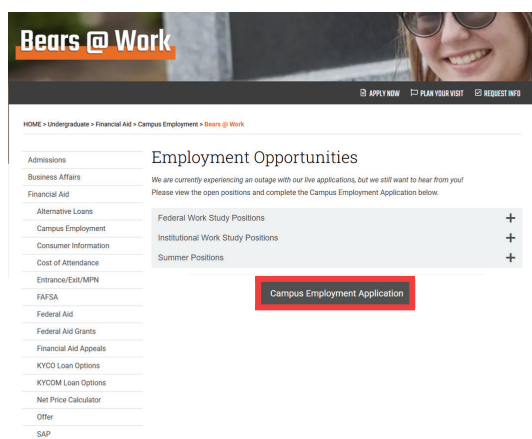 Bears @ Work
APPLY NOW PLAN YOUR VISIT REQUEST INFO
HOME > Undergraduate > Financial Aid > Campus Employment > Bears @ Work
Admissions
Business Affairs
Financial Aid
Alternative Loans
Campus Employment
Consumer Information
Cost of Attendance
Entrance/Exit/MPN
FAFSA
Federal Aid
Federal Aid Grants
Financial Aid Appeals
KYCO Loan Options
KYCOM Loan Options
Net Price Calculator
Offer
SAP
Employment Opportunities
We are currently experiencing an outage with our live applications, but we still want to hear from you!
Please view the open positions and complete the Campus Employment Application below.
Federal Work Study Positions +
Institutional Work Study Positions +
Summer Positions +
Campus Employment Application